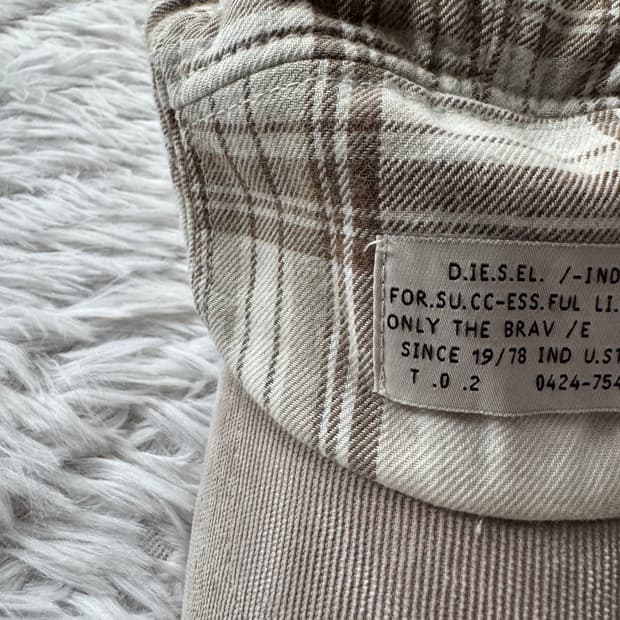 D.IE.S.EL. /-IND
FOR.SU.CC-ESS.FUL LI.
ONLY THE BRAV /E
SINCE 19/78 IND U.ST
T .0 .2 0424-754